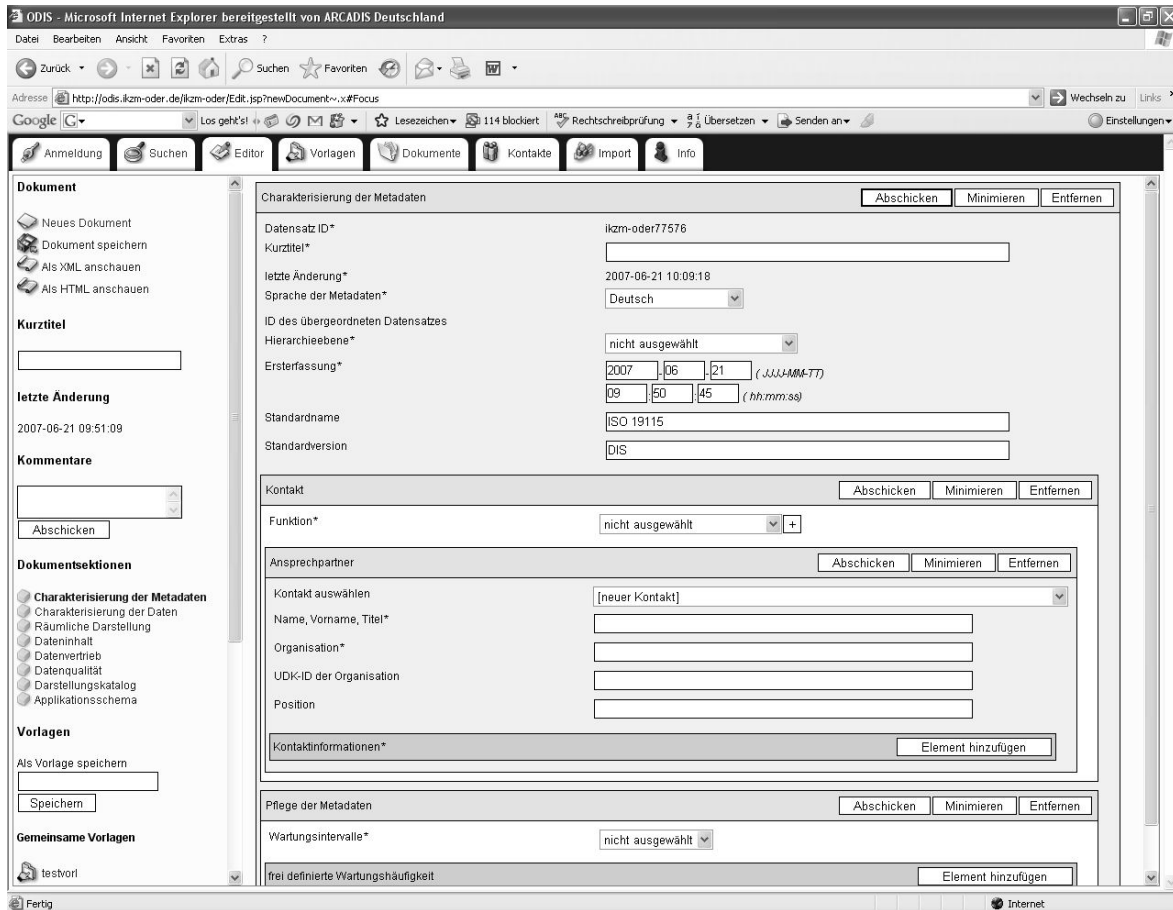 ODIS - Microsoft Internet Explorer bereitgestellt von ARCADIS Deutschland
Datei Bearbeiten Ansicht Favoriten Extras ?
Zurück Suchen Favoriten
Adresse http://odis.ikzm-oder.de/ikzm-oder/Edit.jsp?newDocument~.x#Focus Wechseln zu Links »
Google G Los geht's! Lesezeichen 114 blockiert Rechtschreibprüfung Übersetzen Senden an Einstellungen
Anmeldung Suchen Editor Vorlagen Dokumente Kontakte Import Info
Dokument
Neues Dokument
Dokument speichern
Als XML anschauen
Als HTML anschauen
Kurztitel
letzte Änderung
2007-06-21 09:51:09
Kommentare
Abschicken
Dokumentsektionen
Charakterisierung der Metadaten
Charakterisierung der Daten
Räumliche Darstellung
Dateninhalt
Datenvertrieb
Datenqualität
Darstellungskatalog
Applikationsschema
Vorlagen
Als Vorlage speichern
Speichern
Gemeinsame Vorlagen
testvorl
Charakterisierung der Metadaten Abschicken Minimieren Entfernen
Datensatz ID* ikzm-oder77576
Kurztitel*
letzte Änderung* 2007-06-21 10:09:18
Sprache der Metadaten* Deutsch
ID des übergeordneten Datensatzes
Hierarchieebene* nicht ausgewählt
Ersterfassung* 2007 - 06 - 21 ( JJJJ-MM-TT)
09 : 50 : 45 ( hh:mm:ss)
Standardname ISO 19115
Standardversion DIS
Kontakt Abschicken Minimieren Entfernen
Funktion* nicht ausgewählt +
Ansprechpartner Abschicken Minimieren Entfernen
Kontakt auswählen [neuer Kontakt]
Name, Vorname, Titel*
Organisation*
UDK-ID der Organisation
Position
Kontaktinformationen* Element hinzufügen
Pflege der Metadaten Abschicken Minimieren Entfernen
Wartungsintervalle* nicht ausgewählt
frei definierte Wartungshäufigkeit Element hinzufügen
Fertig Internet